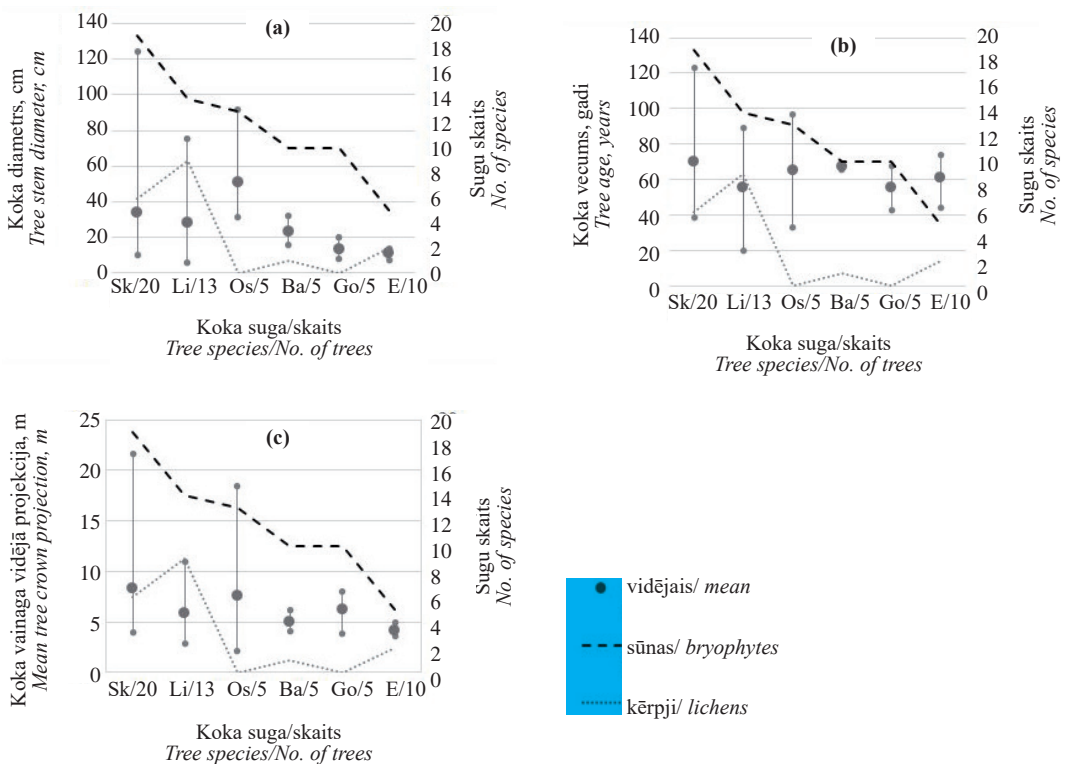 (a)
Koka diametrs, cm
Tree stem diameter, cm
140
120
100
80
60
40
20
0
20
18
16
14
12
10
8
6
4
2
0
Sugu skaits
No. of species
Sk/20 Li/13 Os/5 Ba/5 Go/5 E/10
Koka suga/skaits
Tree species/No. of trees
(b)
Koka vecums, gadi
Tree age, years
140
120
100
80
60
40
20
0
20
18
16
14
12
10
8
6
4
2
0
Sugu skaits
No. of species
Sk/20 Li/13 Os/5 Ba/5 Go/5 E/10
Koka suga/skaits
Tree species/No. of trees
(c)
Koka vainaga vidējā projekcija, m
Mean tree crown projection, m
25
20
15
10
5
0
20
18
16
14
12
10
8
6
4
2
0
Sugu skaits
No. of species
Sk/20 Li/13 Os/5 Ba/5 Go/5 E/10
Koka suga/skaits
Tree species/No. of trees
vidējais/ mean
sūnas/ bryophytes
kērpji/ lichens